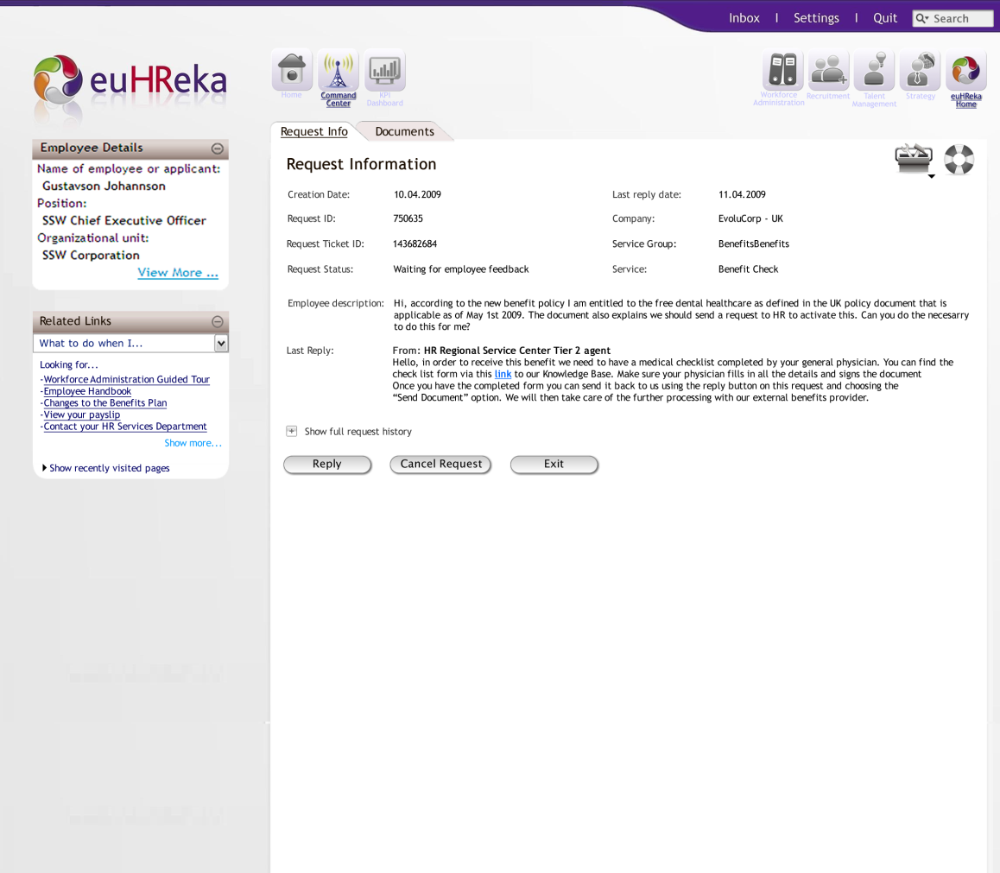 Inbox | Settings | Quit Search
euHReka
Home
Command
Center
KPI
Dashboard
Workforce
Administration
Recruitment
Talent
Management
Strategy
euHReka
Home
Request Info Documents
Employee Details
Name of employee or applicant:
Gustavson Johannson
Position:
SSW Chief Executive Officer
Organizational unit:
SSW Corporation
View More ...
Related Links
What to do when I...
Looking for...
-Workforce Administration Guided Tour
-Employee Handbook
-Changes to the Benefits Plan
-View your payslip
-Contact your HR Services Department
Show more...
Show recently visited pages
Request Information
Creation Date: 10.04.2009 Last reply date: 11.04.2009
Request ID: 750635 Company: EvoluCorp - UK
Request Ticket ID: 143682684 Service Group: BenefitsBenefits
Request Status: Waiting for employee feedback Service: Benefit Check
Employee description: Hi, according to the new benefit policy I am entitled to the free dental healthcare as defined in the UK policy document that is
applicable as of May 1st 2009. The document also explains we should send a request to HR to activate this. Can you do the necesarry
to do this for me?
Last Reply: From: HR Regional Service Center Tier 2 agent
Hello, in order to receive this benefit we need to have a medical checklist completed by your general physician. You can find the
check list form via this link to our Knowledge Base. Make sure your physician fills in all the details and signs the document
Once you have the completed form you can send it back to us using the reply button on this request and choosing the
“Send Document” option. We will then take care of the further processing with our external benefits provider.
Show full request history
Reply Cancel Request Exit